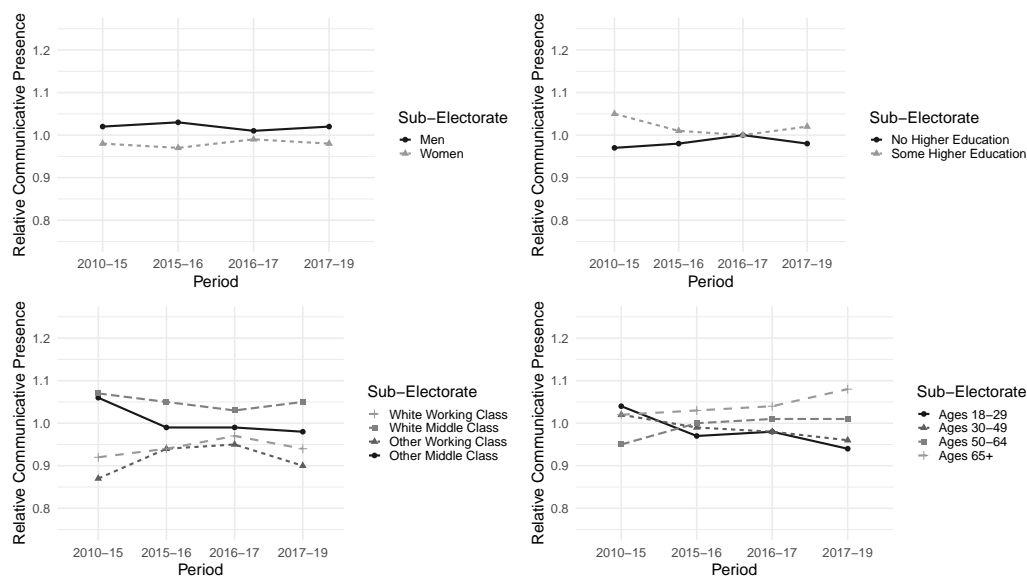 Relative Communicative Presence
1.2
1.1
1.0
0.9
0.8
2010–15
2015–16
2016–17
2017–19
Period
Sub−Electorate
Men
Women
Relative Communicative Presence
1.2
1.1
1.0
0.9
0.8
2010–15
2015–16
2016–17
2017–19
Period
Sub−Electorate
No Higher Education
Some Higher Education
Relative Communicative Presence
1.2
1.1
1.0
0.9
0.8
2010–15
2015–16
2016–17
2017–19
Period
Sub−Electorate
White Working Class
White Middle Class
Other Working Class
Other Middle Class
Relative Communicative Presence
1.2
1.1
1.0
0.9
0.8
2010–15
2015–16
2016–17
2017–19
Period
Sub−Electorate
Ages 18–29
Ages 30–49
Ages 50–64
Ages 65+